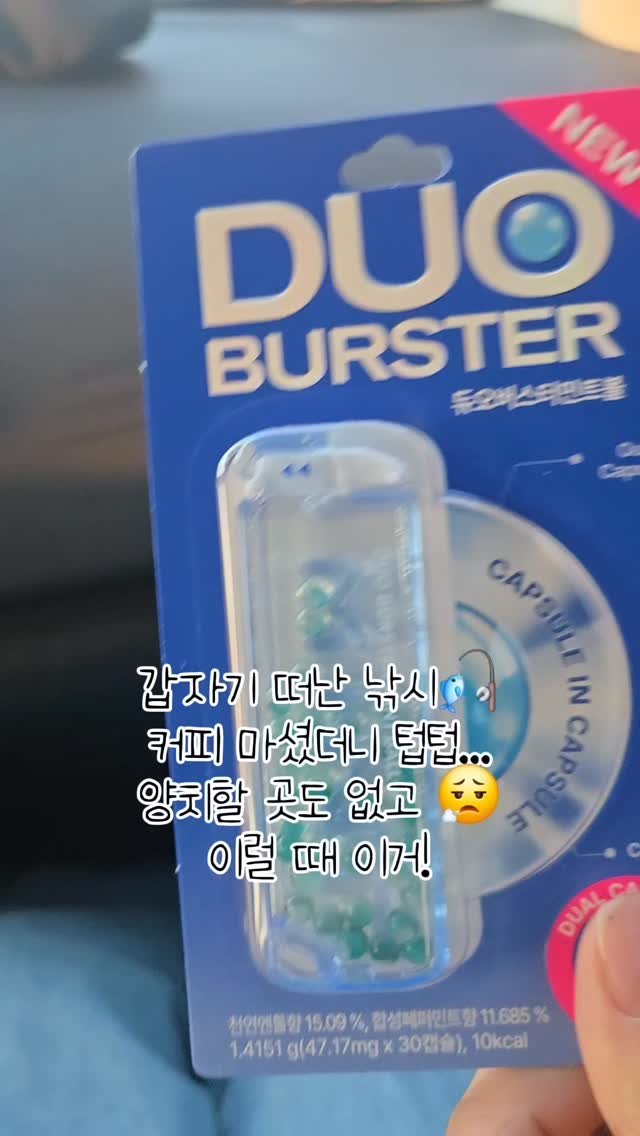 NEW
DUO
BURSTER
듀오버스터민트볼
CAPSULE IN CAPSULE
갑자기 떠난 낚시🐟🎣
커피 마셨더니 텁텁...
양치할 곳도 없고 😮‍💨
이럴 때 이거!
DUAL CA
천연멘톨향 15.09 %, 합성페퍼민트향 11.685 %
1.4151 g(47.17mg x 30캡슐), 10kcal